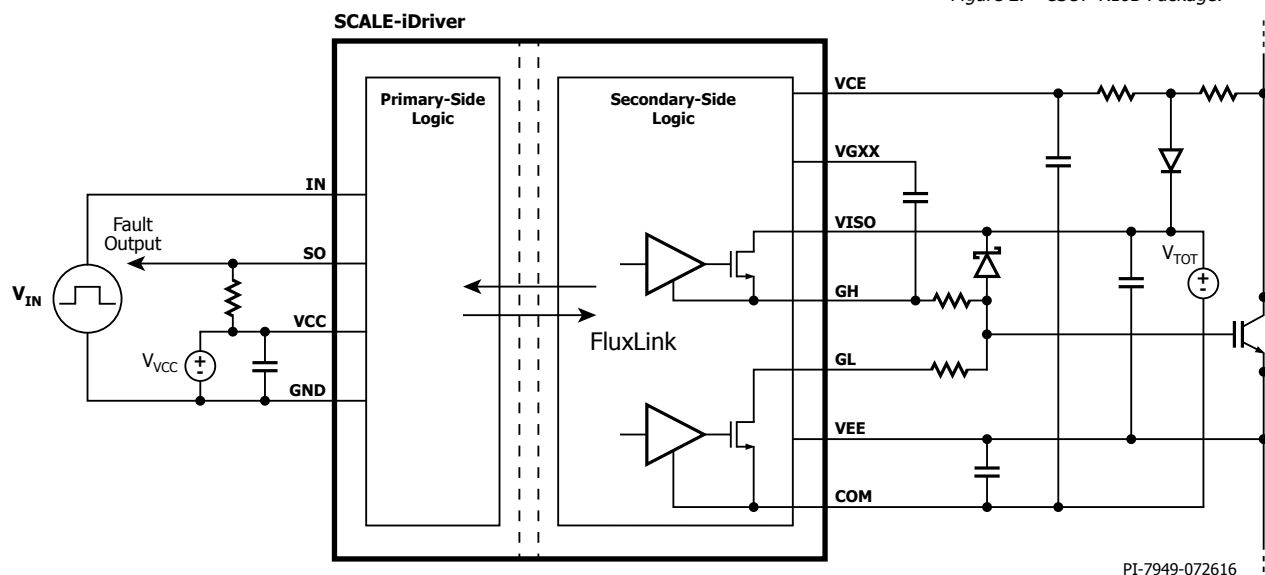 SCALE-iDriver
Primary-Side
Logic
Secondary-Side
Logic
VCE
VGXX
IN
Fault
Output
SO
VISO
VTOT
VIN
GH
VCC
FluxLink
VVCC
GL
GND
VEE
COM
PI-7949-072616